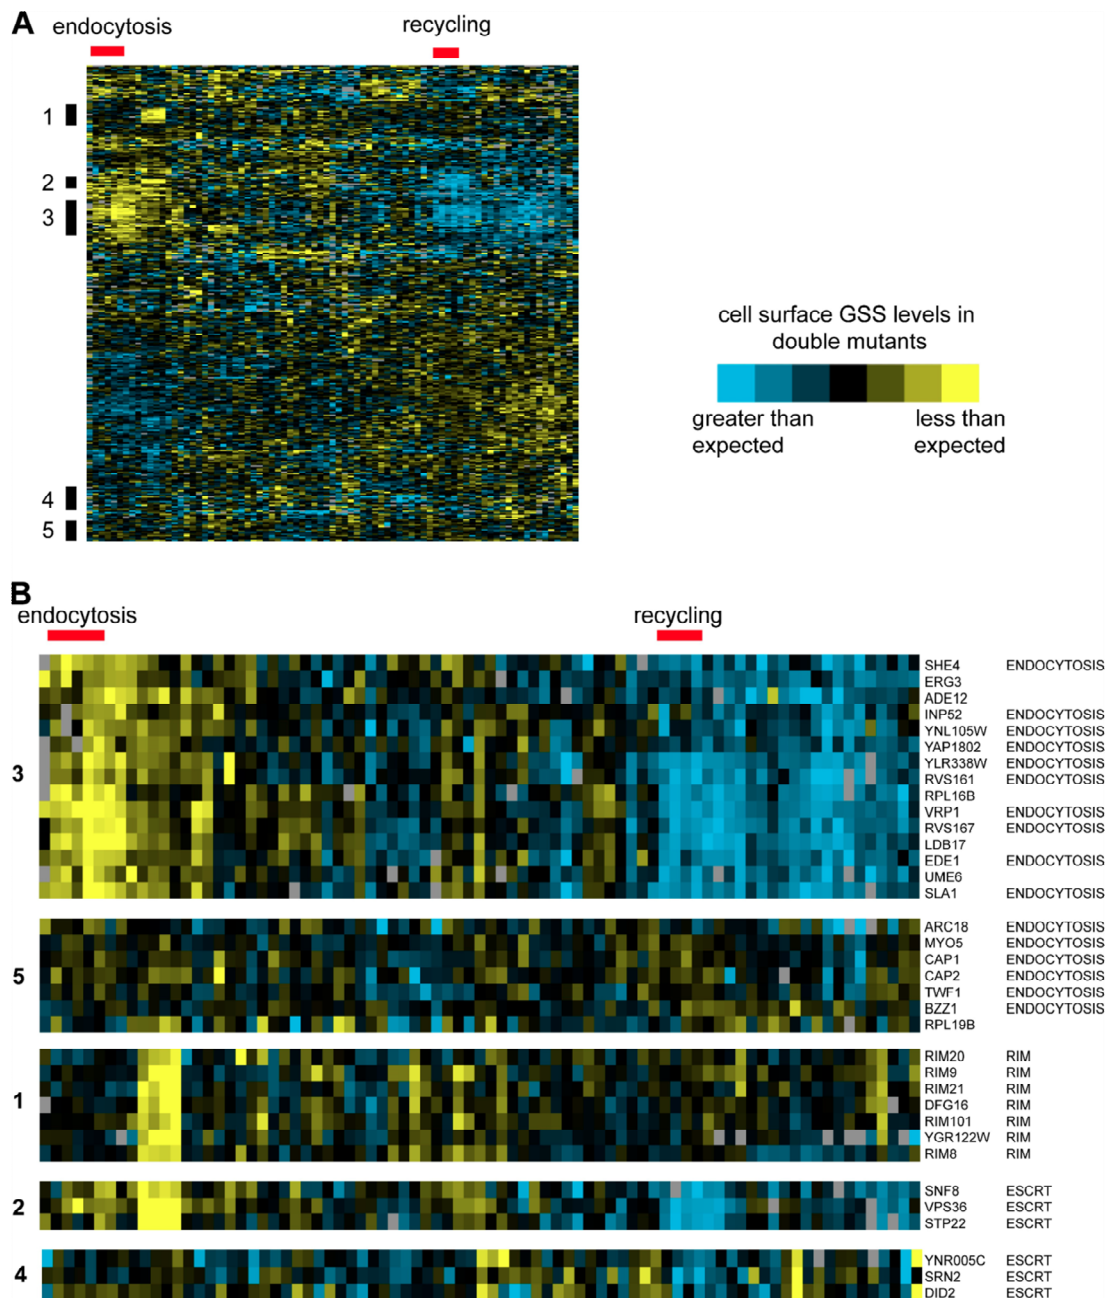 A
endocytosis
recycling
1
2
3
4
5
cell surface GSS levels in
double mutants
greater than
expected
less than
expected
B
endocytosis
recycling
3
SHE4 ENDOCYTOSIS
ERG3
ADE12
INP52 ENDOCYTOSIS
YNL105W ENDOCYTOSIS
YAP1802 ENDOCYTOSIS
YLR338W ENDOCYTOSIS
RVS161 ENDOCYTOSIS
RPL16B
VRP1 ENDOCYTOSIS
RVS167 ENDOCYTOSIS
LDB17
EDE1 ENDOCYTOSIS
UME6
SLA1 ENDOCYTOSIS
5
ARC18 ENDOCYTOSIS
MYO5 ENDOCYTOSIS
CAP1 ENDOCYTOSIS
CAP2 ENDOCYTOSIS
TWF1 ENDOCYTOSIS
BZZ1 ENDOCYTOSIS
RPL19B
1
RIM20 RIM
RIM9 RIM
RIM21 RIM
DFG16 RIM
RIM101 RIM
YGR122W RIM
RIM8 RIM
2
SNF8 ESCRT
VPS36 ESCRT
STP22 ESCRT
4
YNR005C ESCRT
SRN2 ESCRT
DID2 ESCRT